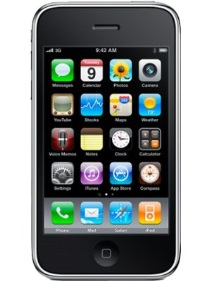 3G 9:42 AM
Tuesday
9
Messages Calendar Photos Camera
YouTube Stocks Maps Weather
Voice Memos Notes Clock Calculator
Settings iTunes App Store Compass
Phone Mail Safari iPod